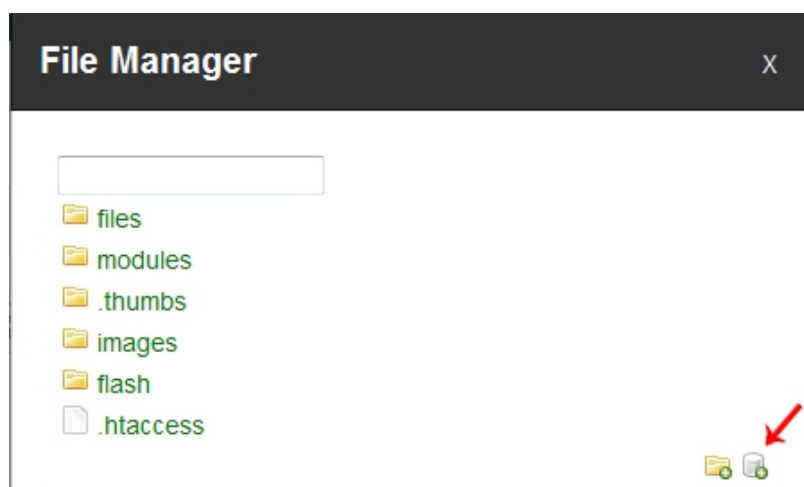 File Manager
X
files
modules
.thumbs
images
flash
.htaccess